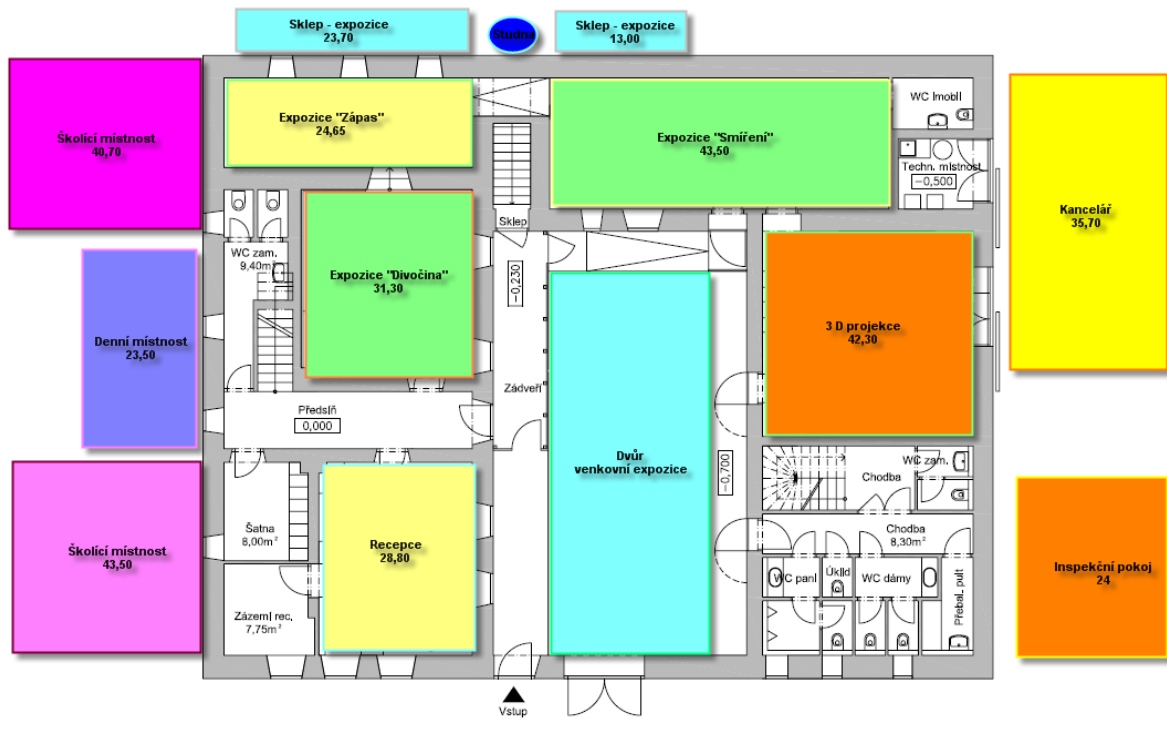 Sklep - expozice
23,70
Studna
Sklep - expozice
13,00
Školící místnost
40,70
Expozice "Zápas"
24,65
Expozice "Smíření"
43,50
WC Imobil
Techn. místnost
-0,500
Kancelář
35,70
Sklep
WC zam.
9,40m²
Expozice "Divočina"
31,30
-0,230
3 D projekce
42,30
Denní místnost
23,50
Zádveří
Předsíň
0,000
Dvůr
venkovní expozice
-0,700
WC zam.
Chodba
Školící místnost
43,50
Šatna
8,00m²
Recepce
28,80
Chodba
8,30m²
Inspekční pokoj
24
WC paní
Úklid
WC dámy
Přebal. pult
Zázemí rec.
7,75m²
Vstup